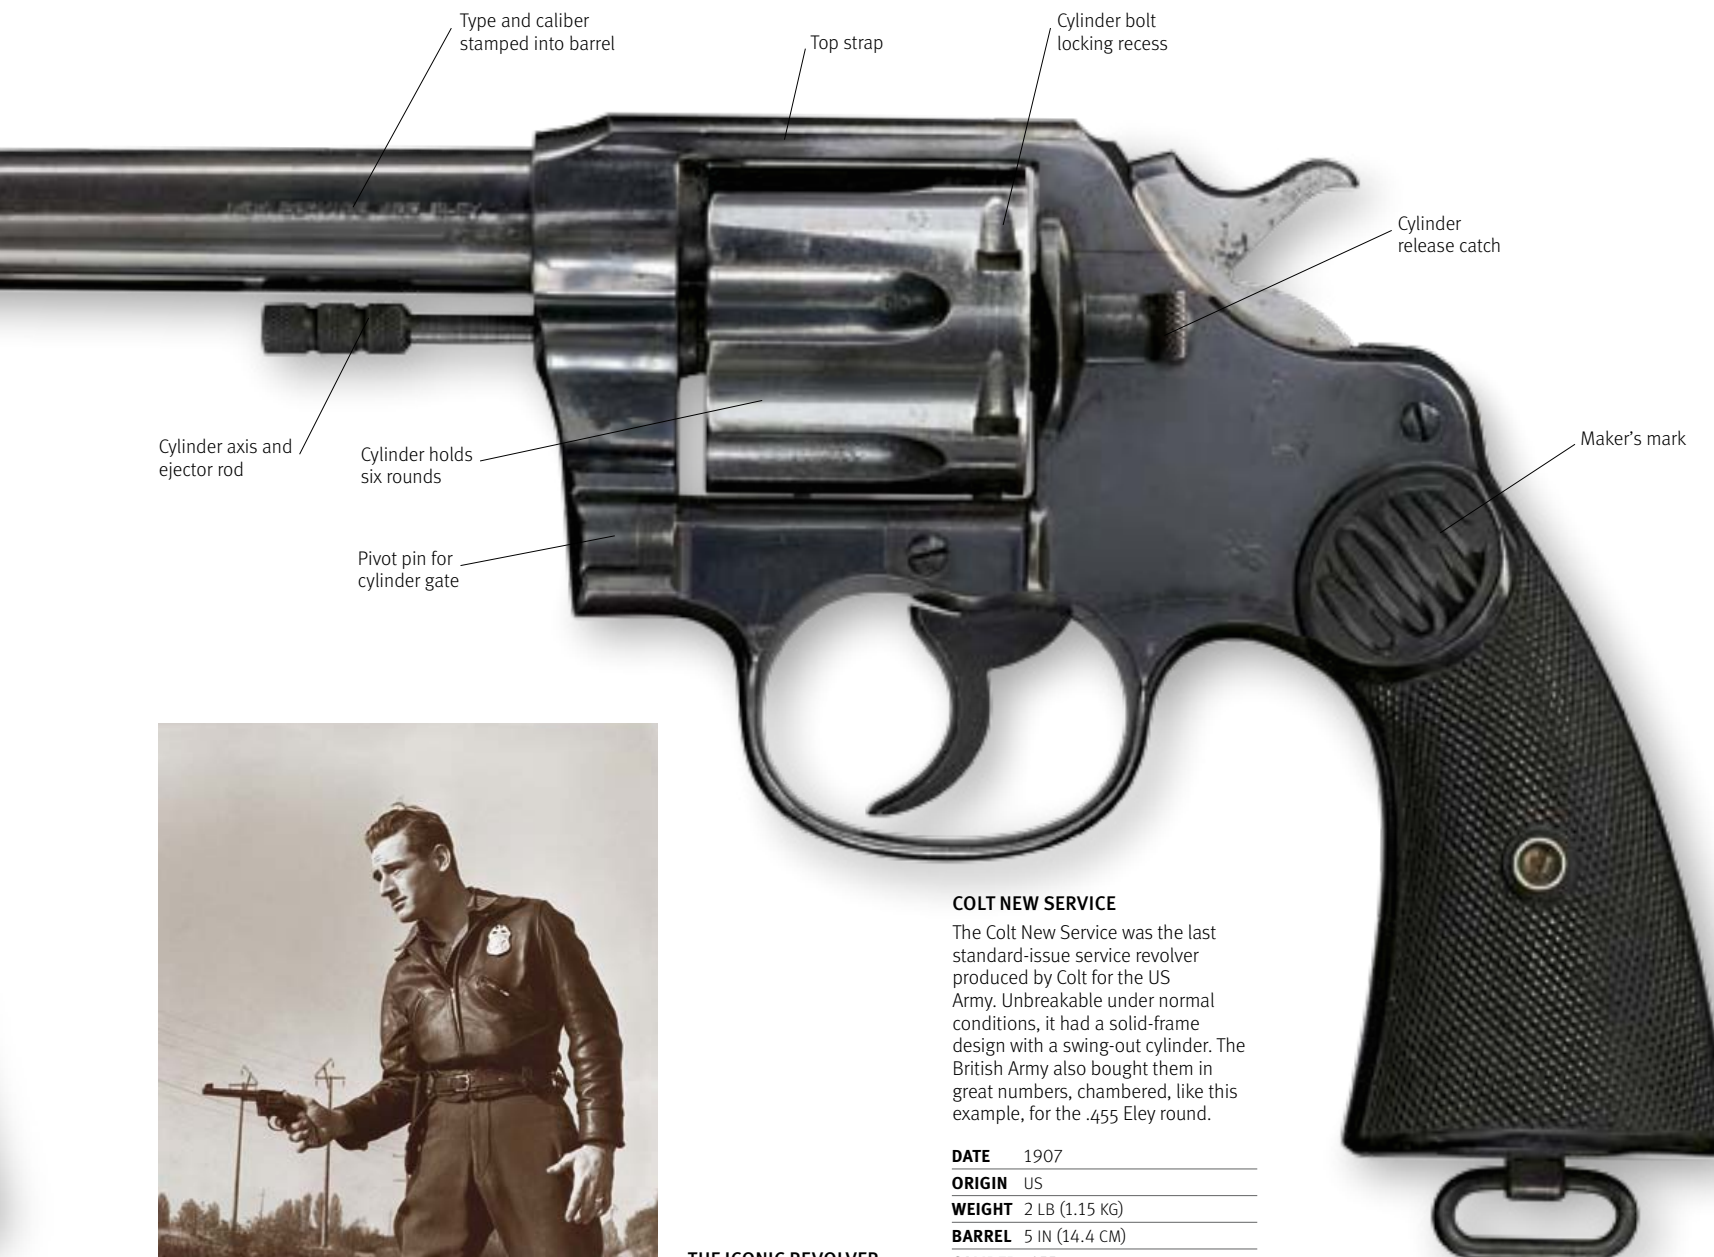 Type and caliber
stamped into barrel
Top strap
Cylinder bolt
locking recess
Cylinder
release catch
Cylinder axis and
ejector rod
Cylinder holds
six rounds
Maker’s mark
Pivot pin for
cylinder gate
COLT NEW SERVICE
The Colt New Service was the last
standard-issue service revolver
produced by Colt for the US
Army. Unbreakable under normal
conditions, it had a solid-frame
design with a swing-out cylinder. The
British Army also bought them in
great numbers, chambered, like this
example, for the .455 Eley round.
DATE 1907
ORIGIN US
WEIGHT 2 LB (1.15 KG)
BARREL 5 IN (14.4 CM)
THE ICONIC REVOLVER